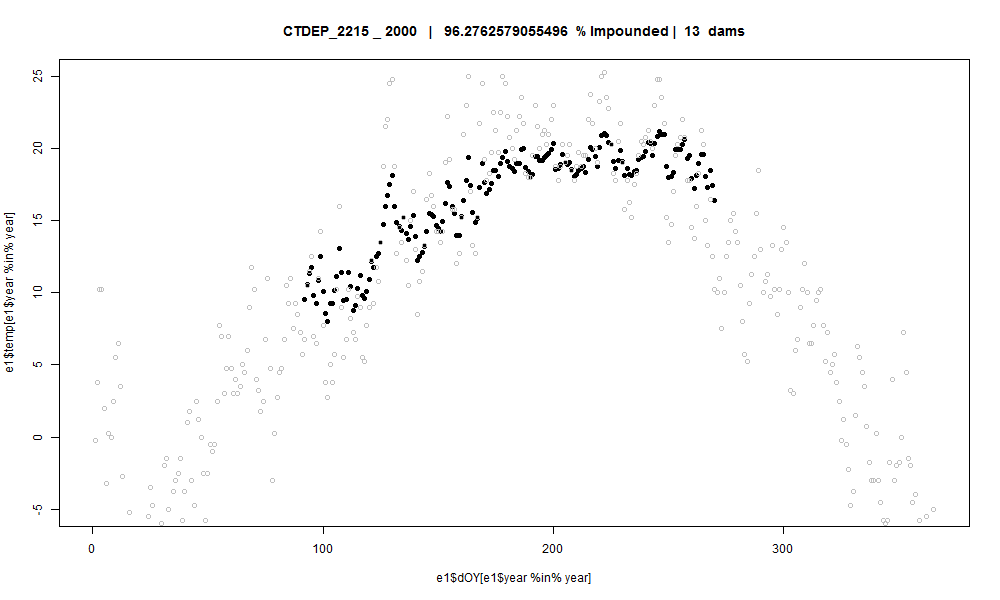 CTDEP_2215 _ 2000 | 96.2762579055496 % Impounded | 13 dams
25
20
15
10
5
0
-5
e1$temp[e1$year %in% year]
0 100 200 300
e1$dOY[e1$year %in% year]